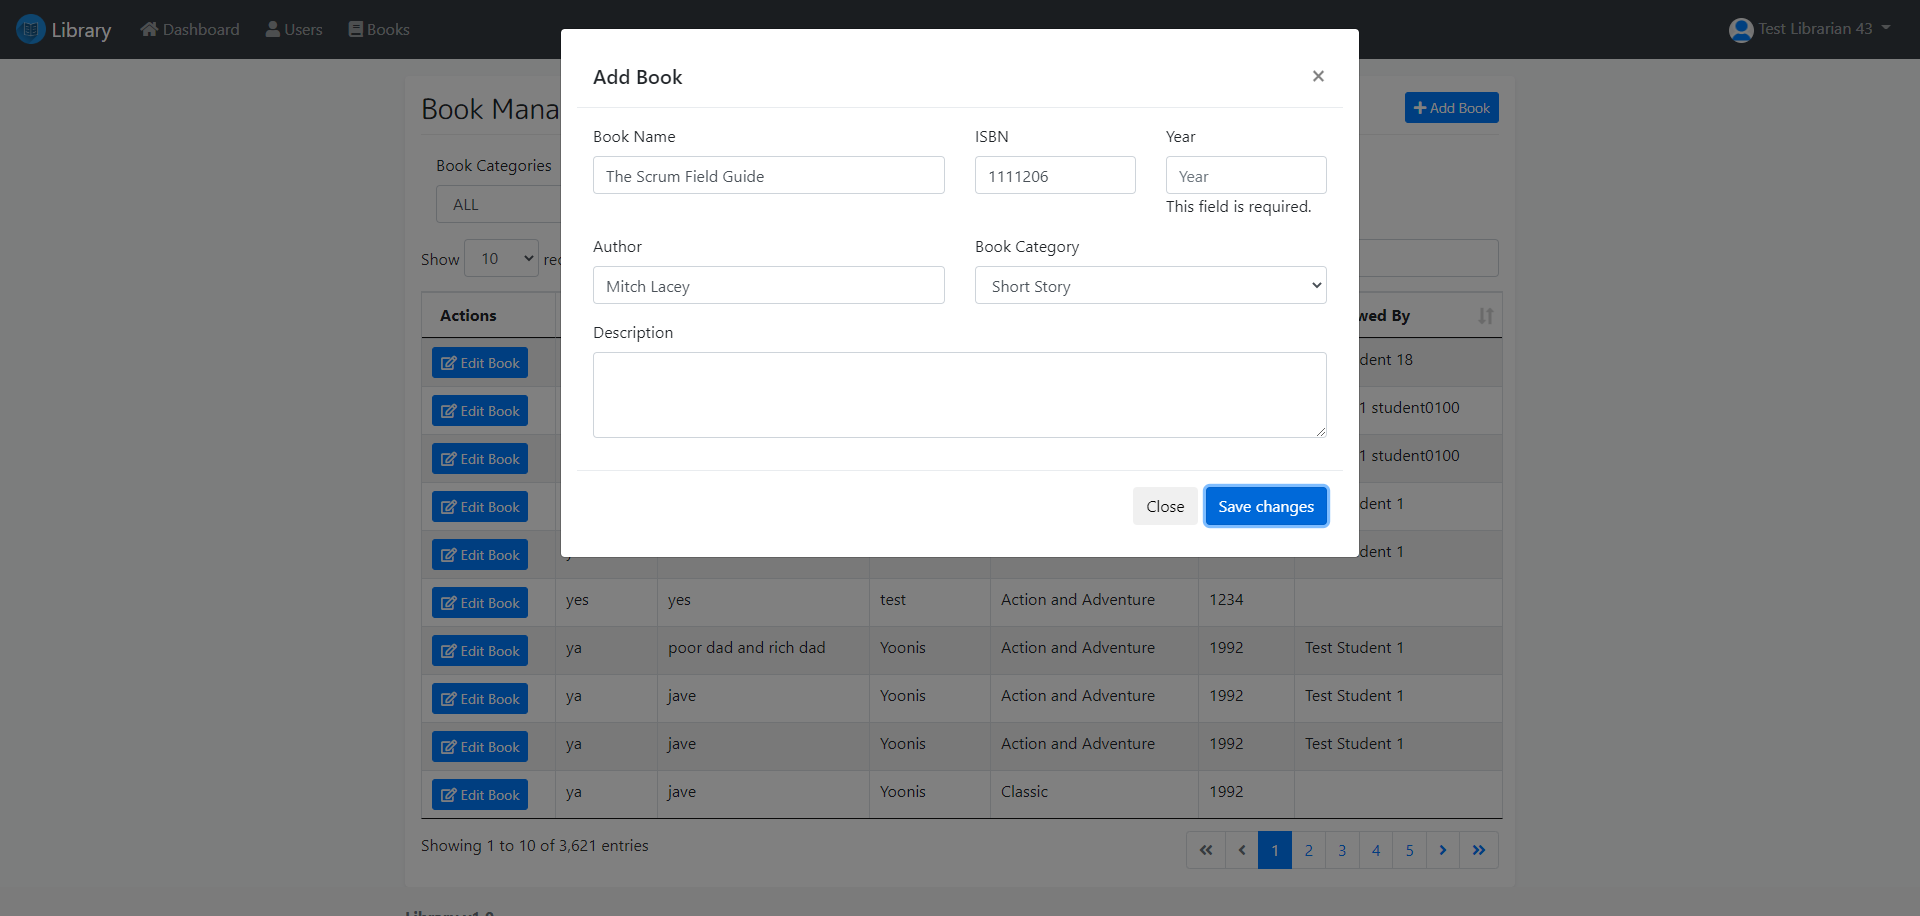 Library Dashboard Users Books Test Librarian 43
Add Book ×
Book Mana
Add Book
Book Name ISBN Year
The Scrum Field Guide 1111206 Year
This field is required.
Book Categories
ALL
Author Book Category
Mitch Lacey Short Story
Show 10
Description
Actions wed By
Edit Book dent 18
Edit Book 1 student0100
Edit Book 1 student0100
Edit Book dent 1
Close Save changes
Edit Book dent 1
Edit Book yes yes test Action and Adventure 1234
Edit Book ya poor dad and rich dad Yoonis Action and Adventure 1992 Test Student 1
Edit Book ya jave Yoonis Action and Adventure 1992 Test Student 1
Edit Book ya jave Yoonis Action and Adventure 1992 Test Student 1
Edit Book ya jave Yoonis Classic 1992
Showing 1 to 10 of 3,621 entries « ‹ 1 2 3 4 5 › »